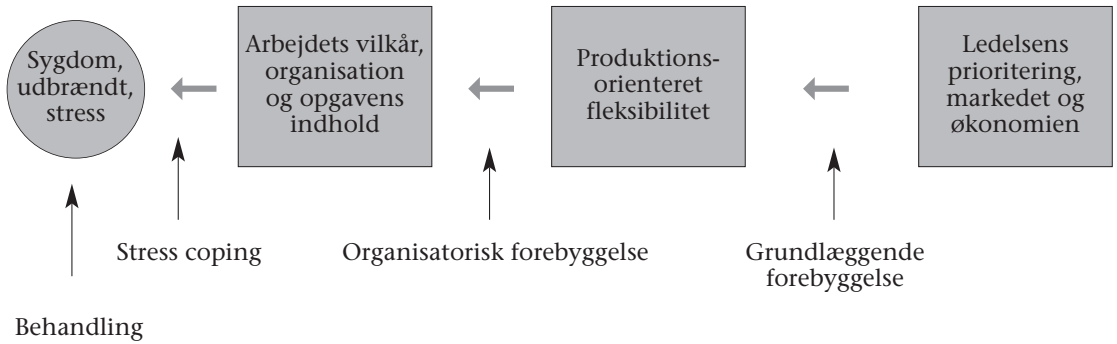 Sygdom,
udbrændt,
stress
Arbejdets vilkår,
organisation
og opgavens
indhold
Produktions-
orienteret
fleksibilitet
Ledelsens
prioritering,
markedet og
økonomien
Stress coping
Organisatorisk forebyggelse
Grundlæggende
forebyggelse
Behandling